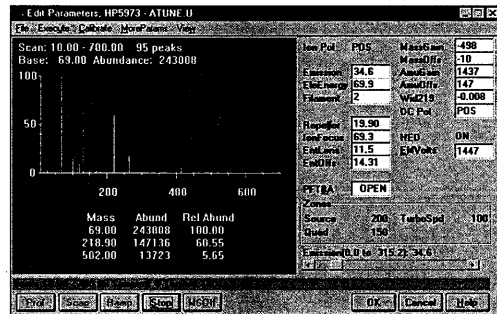 Edit Parameters, HP5973 - ATUNE.U
File Execute Calibrate MoreParams View
Scan: 10.00 - 700.00 95 peaks
Base: 69.00 Abundance: 243008
100
50
0
200 400 600
Mass Abund Rel Abund
69.00 243008 100.00
218.90 147136 60.55
502.00 13723 5.65
Ion Pol POS
Emission 34.6
EleEnergy 69.9
Filament 2
Repeller 19.90
IonFocus 69.3
EntLens 11.5
EntOffs 14.31
PFTBA OPEN
MassGain -498
MassOffs -10
AmuGain 1437
AmuOffs 147
Wid219 -0.008
DC Pol POS
HED ON
EMVolts 1447
Zones
Source 200 TurboSpd 100
Quad 150
Emission(0.0 to 315.2): 34.6
Prof Scan Ramp Stop MSOff OK Cancel Help